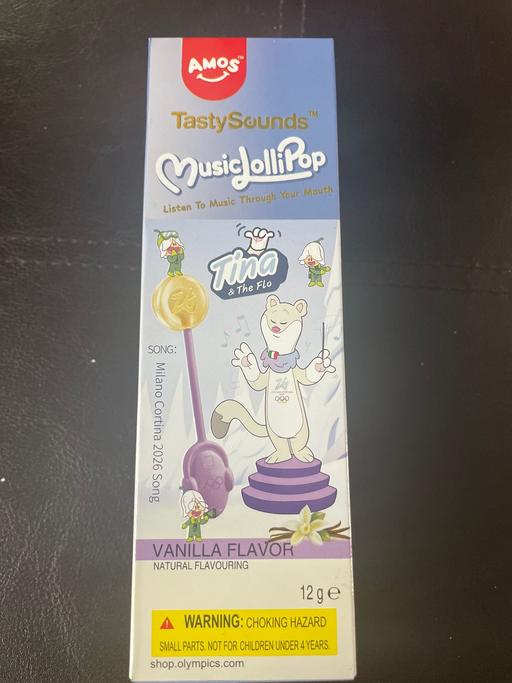 AMOS™
TastySounds™
MusicLolliPop
Listen To Music Through Your Mouth
Tina
& The Flo
SONG:
Milano Cortina 2026 Song
VANILLA FLAVOR
NATURAL FLAVOURING
12 g e
WARNING: CHOKING HAZARD
SMALL PARTS. NOT FOR CHILDREN UNDER 4 YEARS.
shop.olympics.com